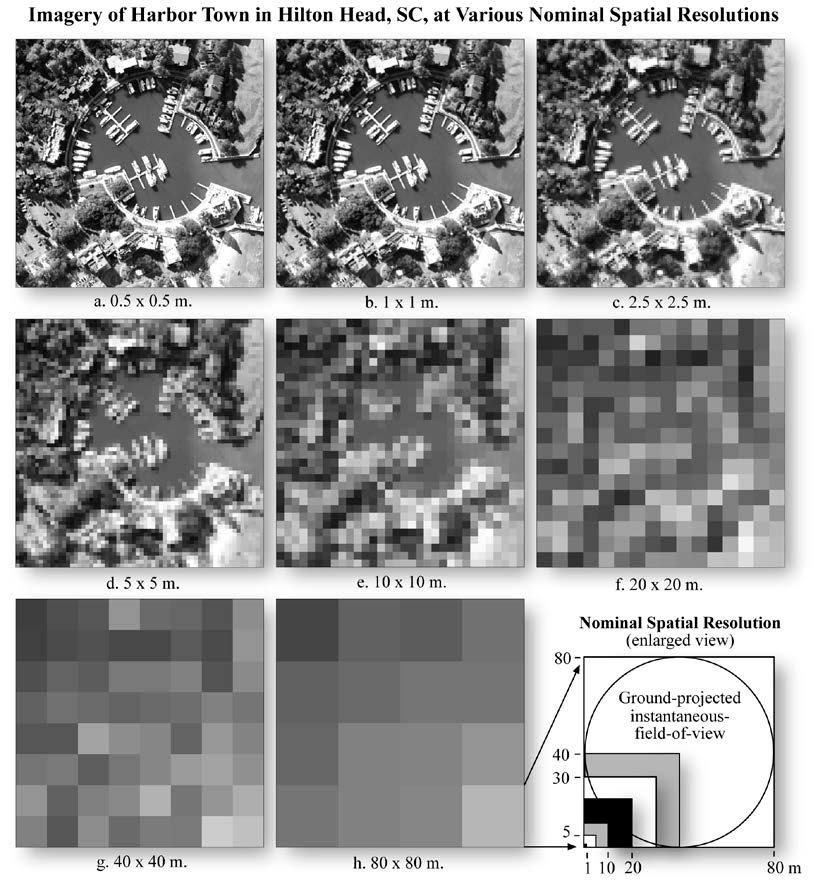 Imagery of Harbor Town in Hilton Head, SC, at Various Nominal Spatial Resolutions
a. 0.5 x 0.5 m.
b. 1 x 1 m.
c. 2.5 x 2.5 m.
d. 5 x 5 m.
e. 10 x 10 m.
f. 20 x 20 m.
Nominal Spatial Resolution
(enlarged view)
80
Ground-projected
instantaneous-
field-of-view
40
30
5
1 10 20 80 m
g. 40 x 40 m.
h. 80 x 80 m.